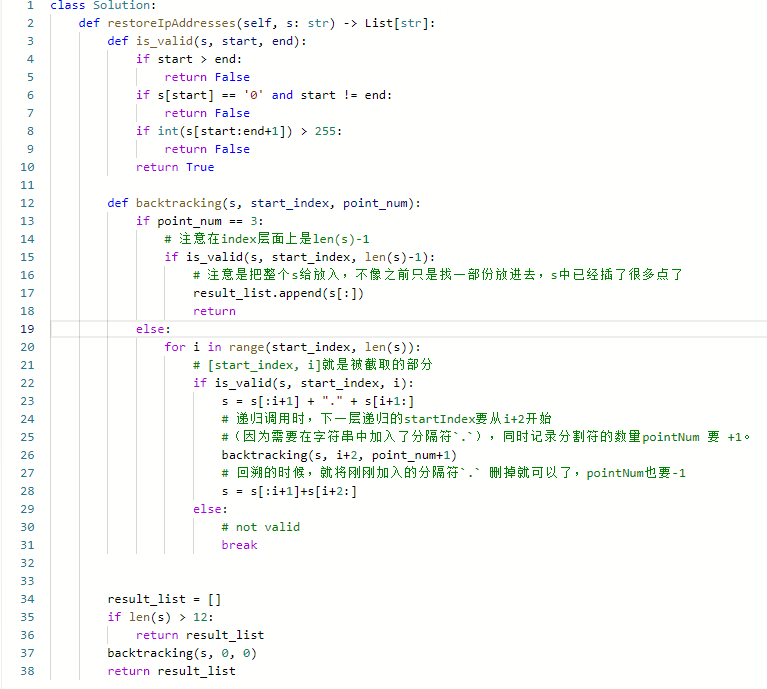 1 class Solution:
2     def restoreIpAddresses(self, s: str) -> List[str]:
3         def is_valid(s, start, end):
4             if start > end:
5                 return False
6             if s[start] == '0' and start != end:
7                 return False
8             if int(s[start:end+1]) > 255:
9                 return False
10             return True
11
12         def backtracking(s, start_index, point_num):
13             if point_num == 3:
14                 # 注意在index层面上是len(s)-1
15                 if is_valid(s, start_index, len(s)-1):
16                     # 注意是把整个s给放入，不像之前只是找一部份放进去，s中已经插了很多点了
17                     result_list.append(s[:])
18                     return
19             else:
20                 for i in range(start_index, len(s)):
21                     # [start_index, i]就是被截取的部分
22                     if is_valid(s, start_index, i):
23                         s = s[:i+1] + "." + s[i+1:]
24                         # 递归调用时，下一层递归的startIndex要从i+2开始
25                         #（因为需要在字符串中加入了分隔符`.`），同时记录分割符的数量pointNum 要 +1。
26                         backtracking(s, i+2, point_num+1)
27                         # 回溯的时候，就将刚刚加入的分隔符`.` 删掉就可以了，pointNum也要-1
28                         s = s[:i+1]+s[i+2:]
29                     else:
30                         # not valid
31                         break
32
33
34         result_list = []
35         if len(s) > 12:
36             return result_list
37         backtracking(s, 0, 0)
38         return result_list